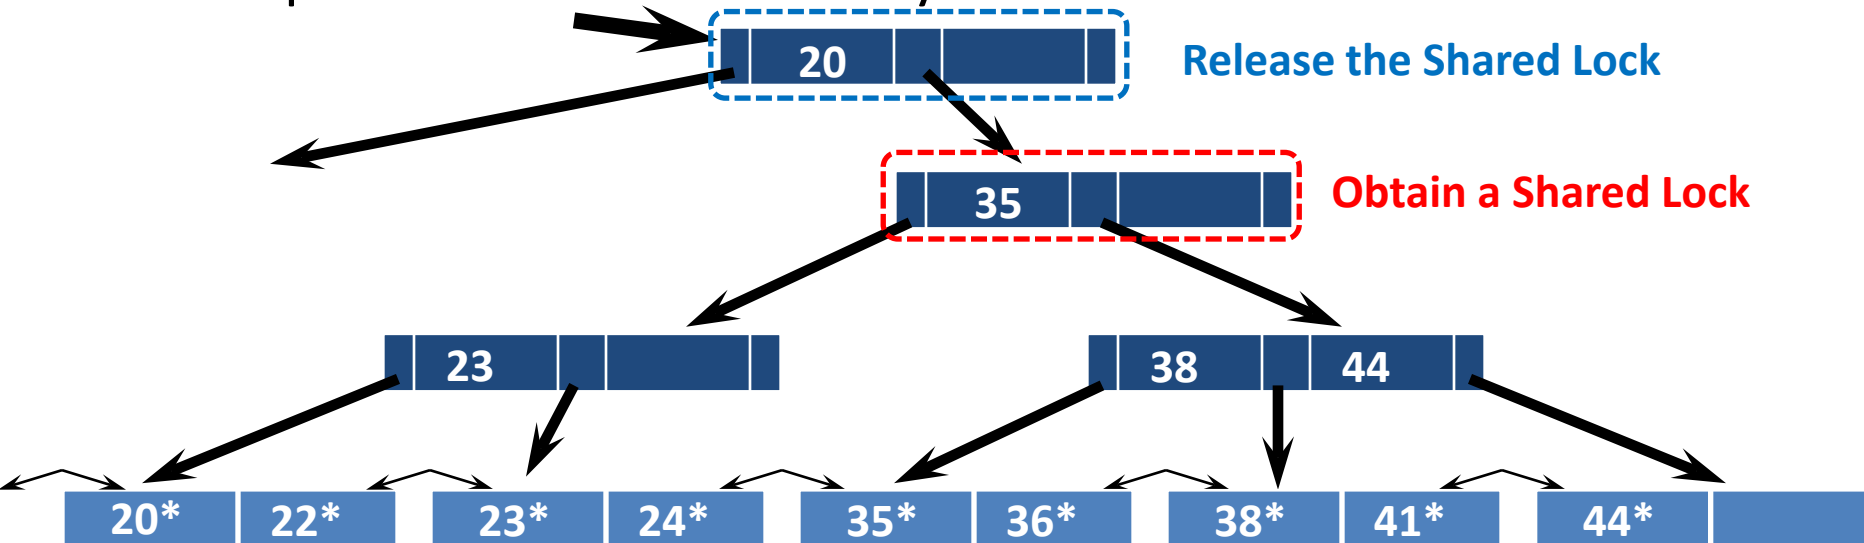 20
Release the Shared Lock
35
Obtain a Shared Lock
23
38 44
20* 22* 23* 24* 35* 36* 38* 41* 44*